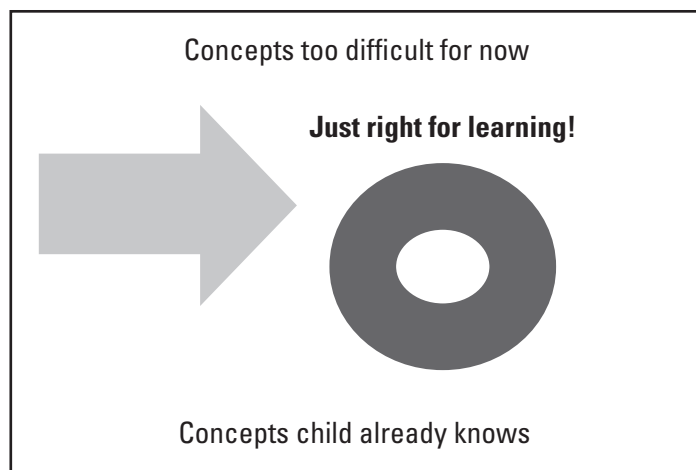 Concepts too difficult for now
Just right for learning!
Concepts child already knows